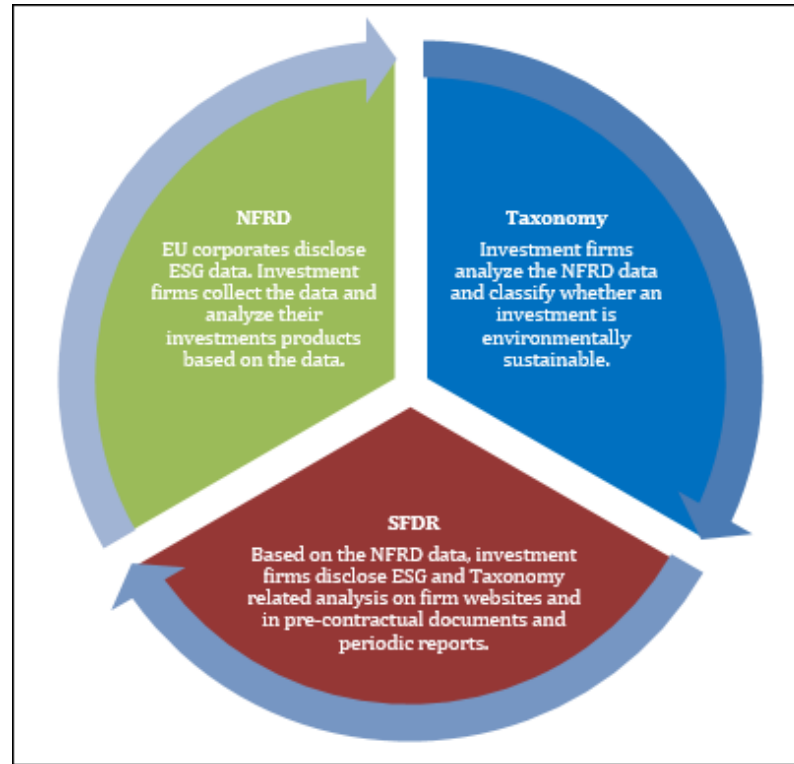 NFRD
EU corporates disclose
ESG data. Investment
firms collect the data and
analyze their
investments products
based on the data.
Taxonomy
Investment firms
analyze the NFRD data
and classify whether an
investment is
environmentally
sustainable.
SFDR
Based on the NFRD data, investment
firms disclose ESG and Taxonomy
related analysis on firm websites and
in pre-contractual documents and
periodic reports.